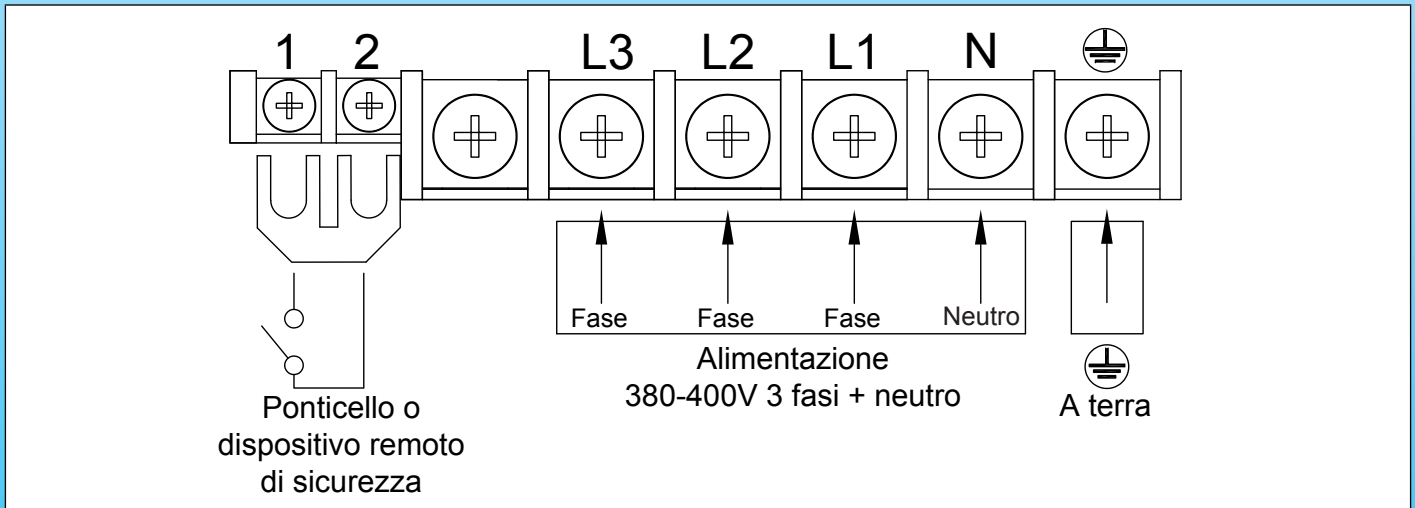 1 2 L3 L2 L1 N
Fase Fase Fase Neutro
Alimentazione
380-400V 3 fasi + neutro
A terra
Ponticello o
dispositivo remoto
di sicurezza